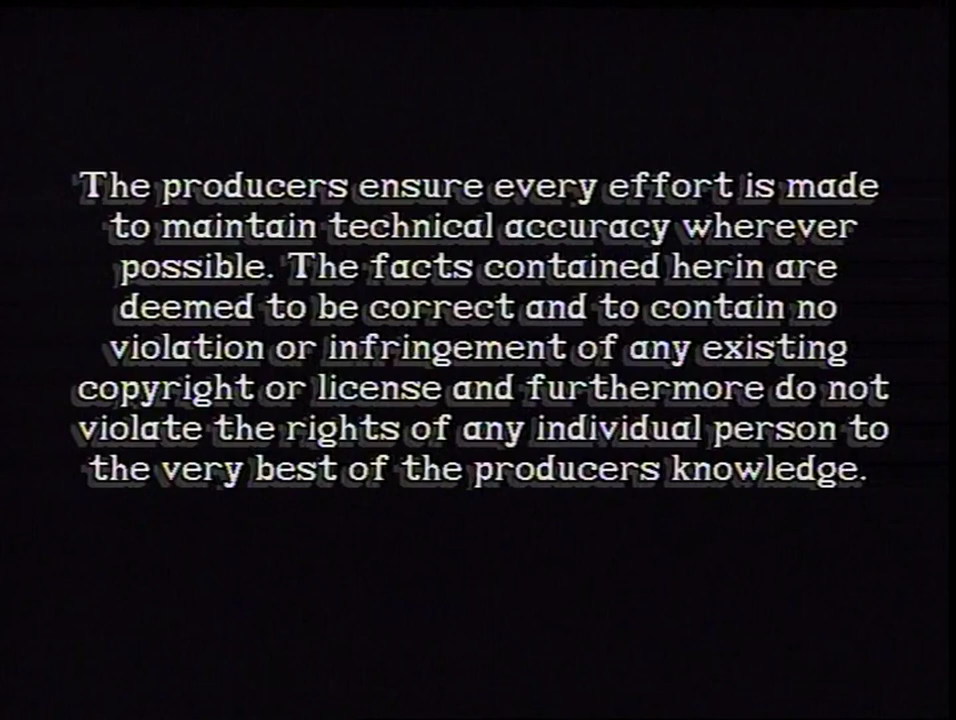 The producers ensure every effort is made
to maintain technical accuracy wherever
possible. The facts contained herin are
deemed to be correct and to contain no
violation or infringement of any existing
copyright or license and furthermore do not
violate the rights of any individual person to
the very best of the producers knowledge.